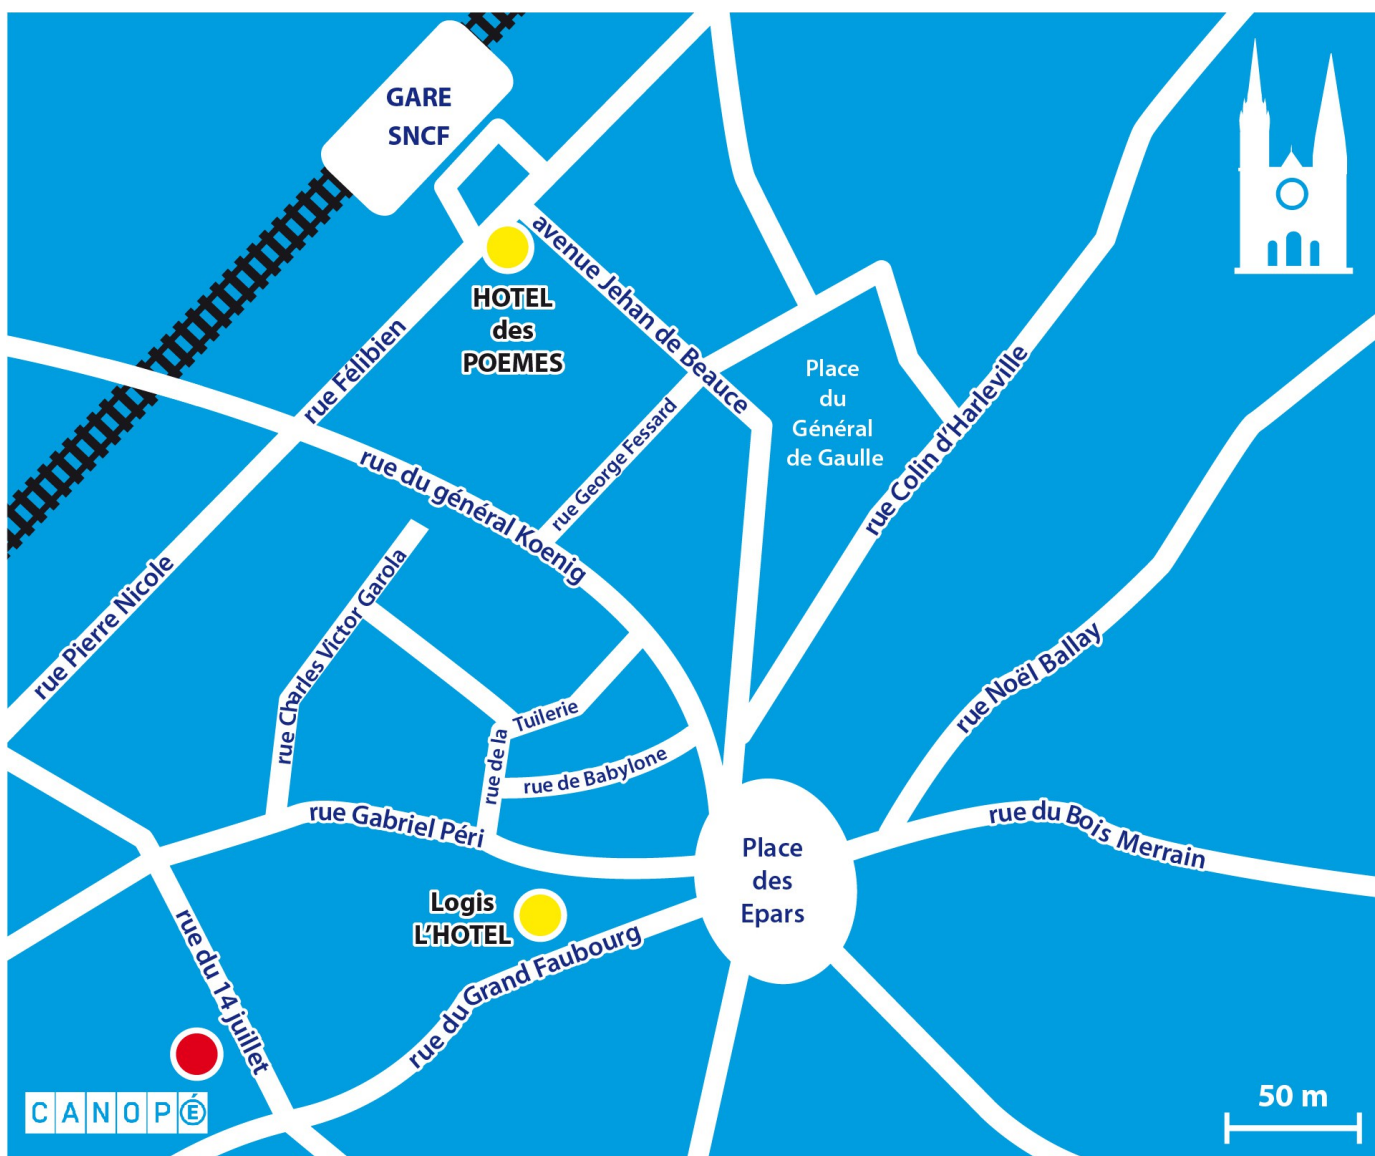 GARE
SNCF
avenue Jehan de Beauce
HOTEL
des
POEMES
rue Félibien
Place
du
Général
de Gaulle
rue Colin d'Harleville
rue George Fessard
rue du général Koenig
rue Pierre Nicole
rue Charles Victor Garola
rue Noël Ballay
rue de la Tuilerie
rue de Babylone
rue Gabriel Péri
rue du Bois Merrain
Place
des
Epars
Logis
L'HOTEL
rue du Grand Faubourg
rue du 14 juillet
CANOPÉ
50 m